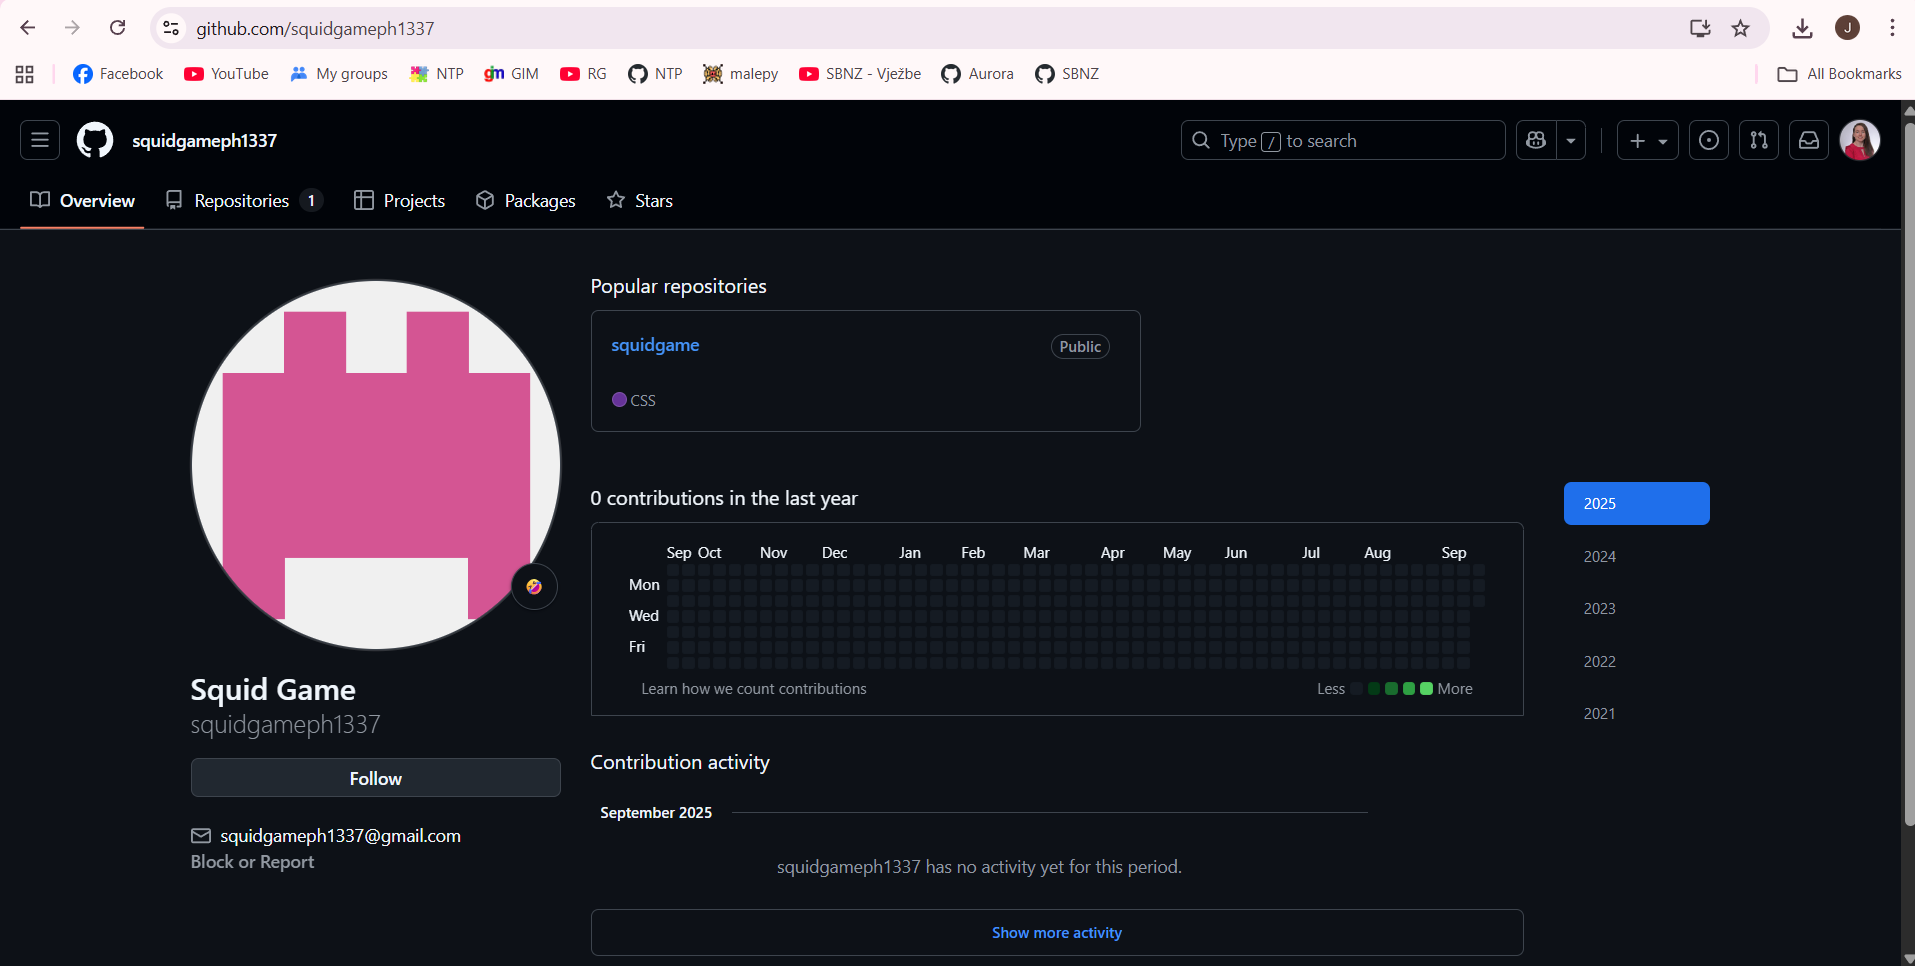 github.com/squidgameph1337
J
Facebook YouTube My groups NTP GIM RG NTP malepy SBNZ - Vježbe Aurora SBNZ All Bookmarks
squidgameph1337
Type / to search
Overview Repositories 1 Projects Packages Stars
Popular repositories
squidgame Public
CSS
0 contributions in the last year
2025
2024
2023
2022
2021
Sep Oct Nov Dec Jan Feb Mar Apr May Jun Jul Aug Sep
Mon
Wed
Fri
Learn how we count contributions Less More
Squid Game
squidgameph1337
Follow
squidgameph1337@gmail.com
Block or Report
Contribution activity
September 2025
squidgameph1337 has no activity yet for this period.
Show more activity